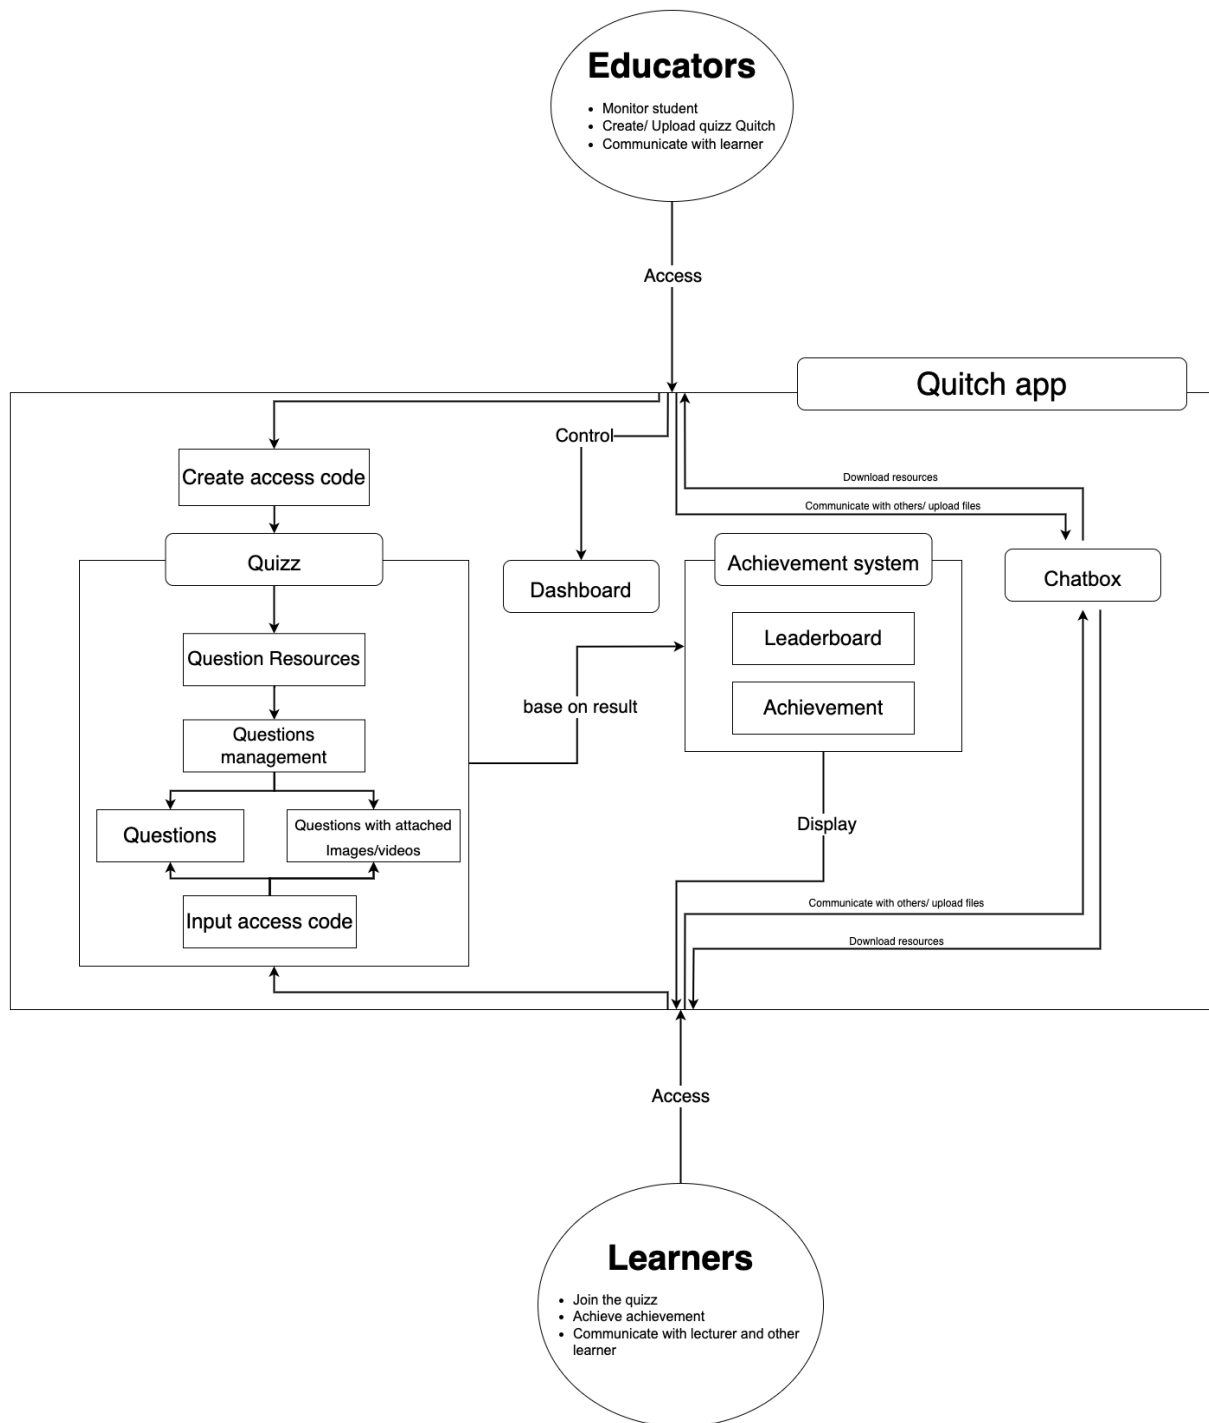 Educators
Monitor student
Create/ Upload quizz Quitch
Communicate with learner
Access
Quitch app
Control
Create access code
Download resources
Communicate with others/ upload files
Quizz
Dashboard
Achievement system
Chatbox
Leaderboard
Question Resources
Achievement
base on result
Questions
management
Questions
Questions with attached
Images/videos
Display
Input access code
Communicate with others/ upload files
Download resources
Access
Learners
Join the quizz
Achieve achievement
Communicate with lecturer and other
learner